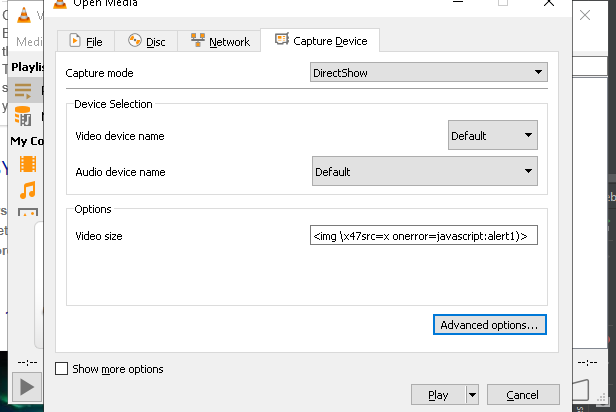 Open Media
Medi
File
Disc
Network
Capture Device
Capture mode
DirectShow
Playlis
Device Selection
Video device name
Default
My Co
Audio device name
Default
Options
Video size
<img \x47src=x onerror=javascript:alert1)>
Advanced options...
--:--
Show more options
--:--
Play
Cancel